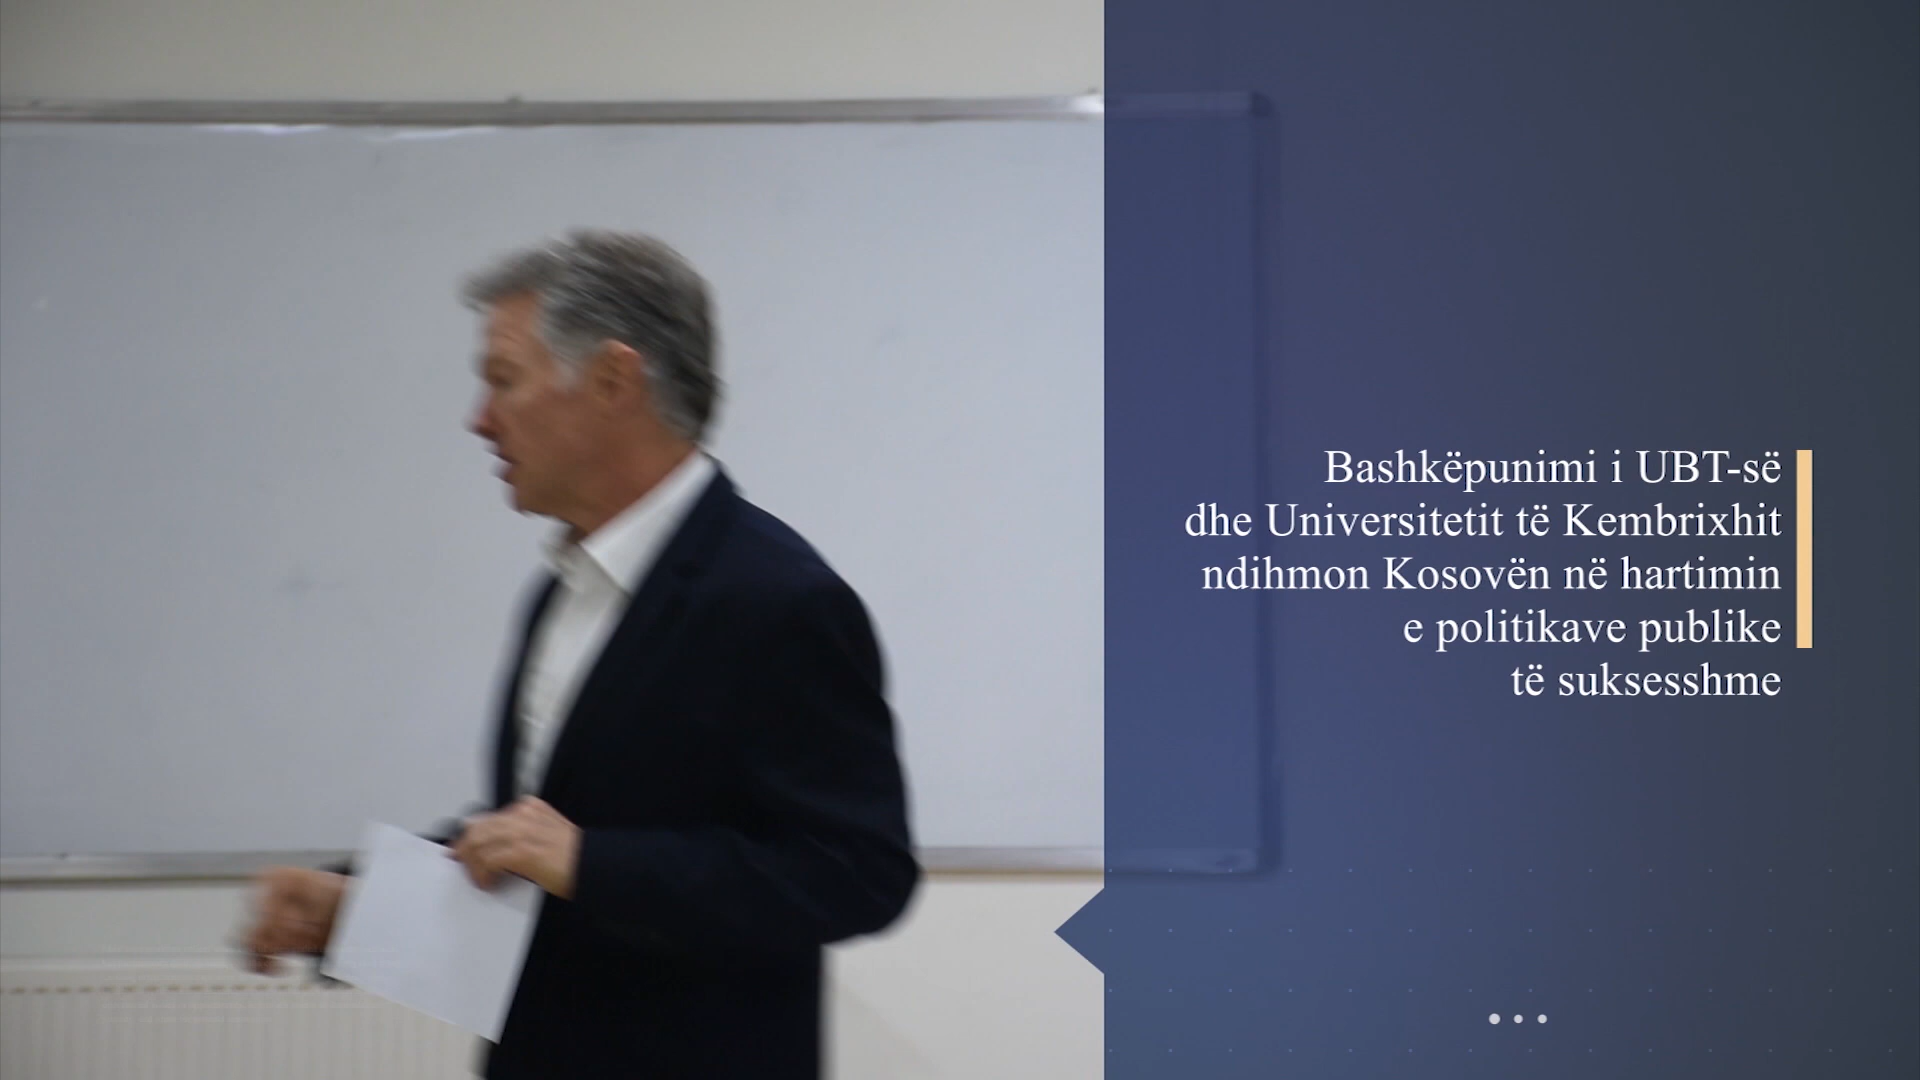 Bashkëpunimi i UBT-së
dhe Universitetit të Kembrixhit
ndihmon Kosovën në hartimin
e politikave publike
të suksesshme